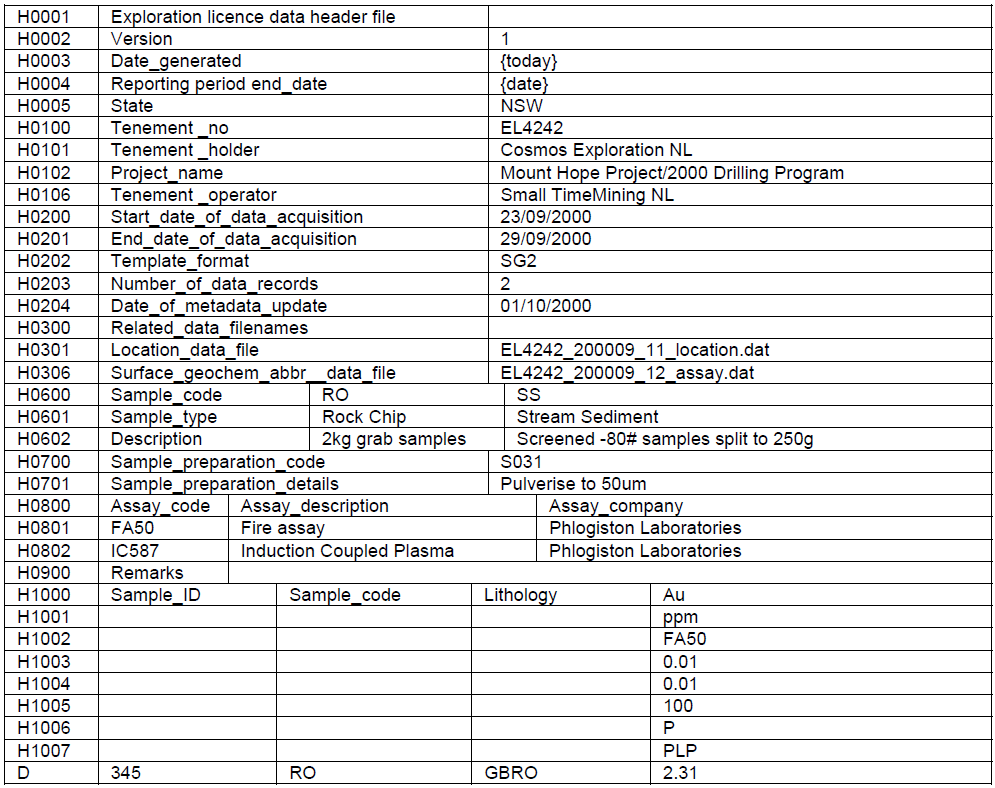 H0001 Exploration licence data header file
H0002 Version 1
H0003 Date_generated {today}
H0004 Reporting period end_date {date}
H0005 State NSW
H0100 Tenement _no EL4242
H0101 Tenement _holder Cosmos Exploration NL
H0102 Project_name Mount Hope Project/2000 Drilling Program
H0106 Tenement _operator Small TimeMining NL
H0200 Start_date_of_data_acquisition 23/09/2000
H0201 End_date_of_data_acquisition 29/09/2000
H0202 Template_format SG2
H0203 Number_of_data_records 2
H0204 Date_of_metadata_update 01/10/2000
H0300 Related_data_filenames
H0301 Location_data_file EL4242_200009_11_location.dat
H0306 Surface_geochem_abbr__data_file EL4242_200009_12_assay.dat
H0600 Sample_code RO SS
H0601 Sample_type Rock Chip Stream Sediment
H0602 Description 2kg grab samples Screened -80# samples split to 250g
H0700 Sample_preparation_code S031
H0701 Sample_preparation_details Pulverise to 50um
H0800 Assay_code Assay_description Assay_company
H0801 FA50 Fire assay Phlogiston Laboratories
H0802 IC587 Induction Coupled Plasma Phlogiston Laboratories
H0900 Remarks
H1000 Sample_ID Sample_code Lithology Au
H1001 ppm
H1002 FA50
H1003 0.01
H1004 0.01
H1005 100
H1006 P
H1007 PLP
D 345 RO GBRO 2.31